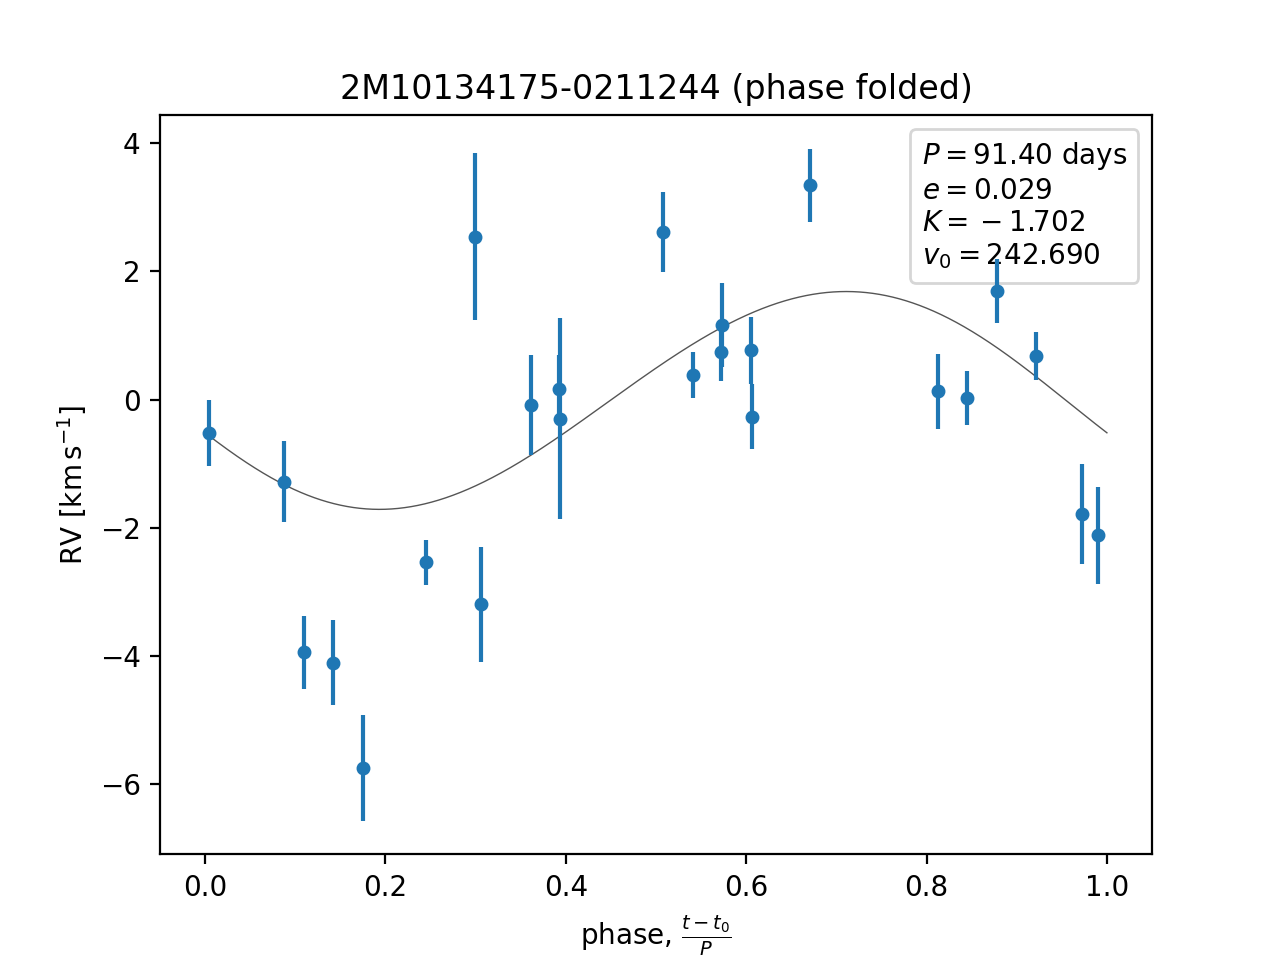 2M10134175-0211244 (phase folded)
P = 91.40 days
e = 0.029
K = − 1.702
v₀ = 242.690
4
2
0
−2
−4
−6
RV [km s⁻¹]
0.0 0.2 0.4 0.6 0.8 1.0
phase, (t − t₀)/P